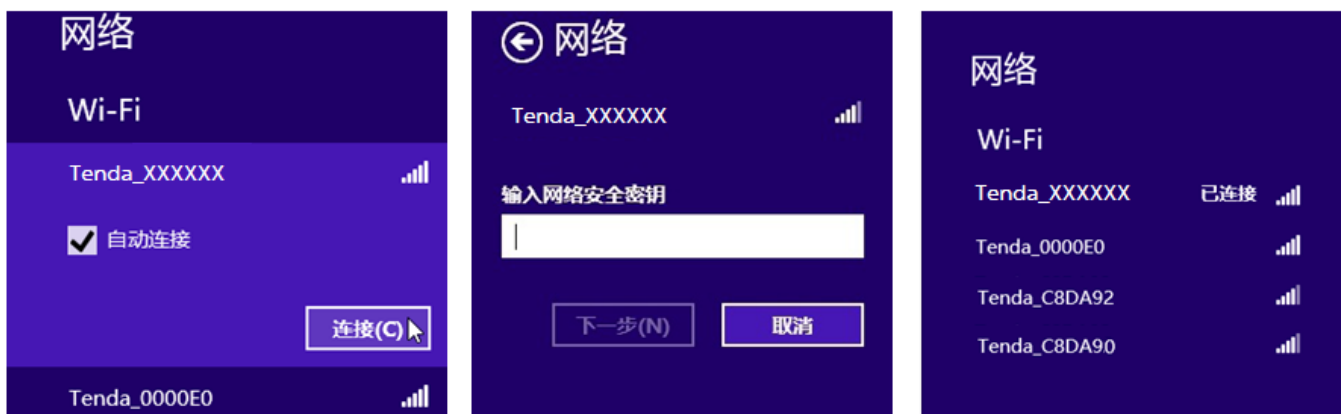 网络
Wi-Fi
Tenda_XXXXXX
自动连接
连接(C)
Tenda_0000E0
网络
Tenda_XXXXXX
输入网络安全密钥
下一步(N)
取消
网络
Wi-Fi
Tenda_XXXXXX 已连接
Tenda_0000E0
Tenda_C8DA92
Tenda_C8DA90